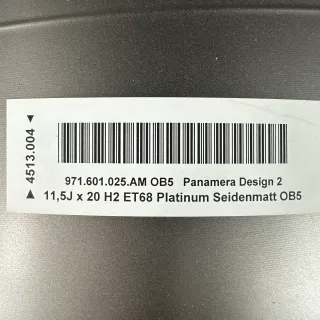 ▲ 4513.004 ▲
971.601.025.AM OB5 Panamera Design 2
11,5J x 20 H2 ET68 Platinum Seidenmatt OB5